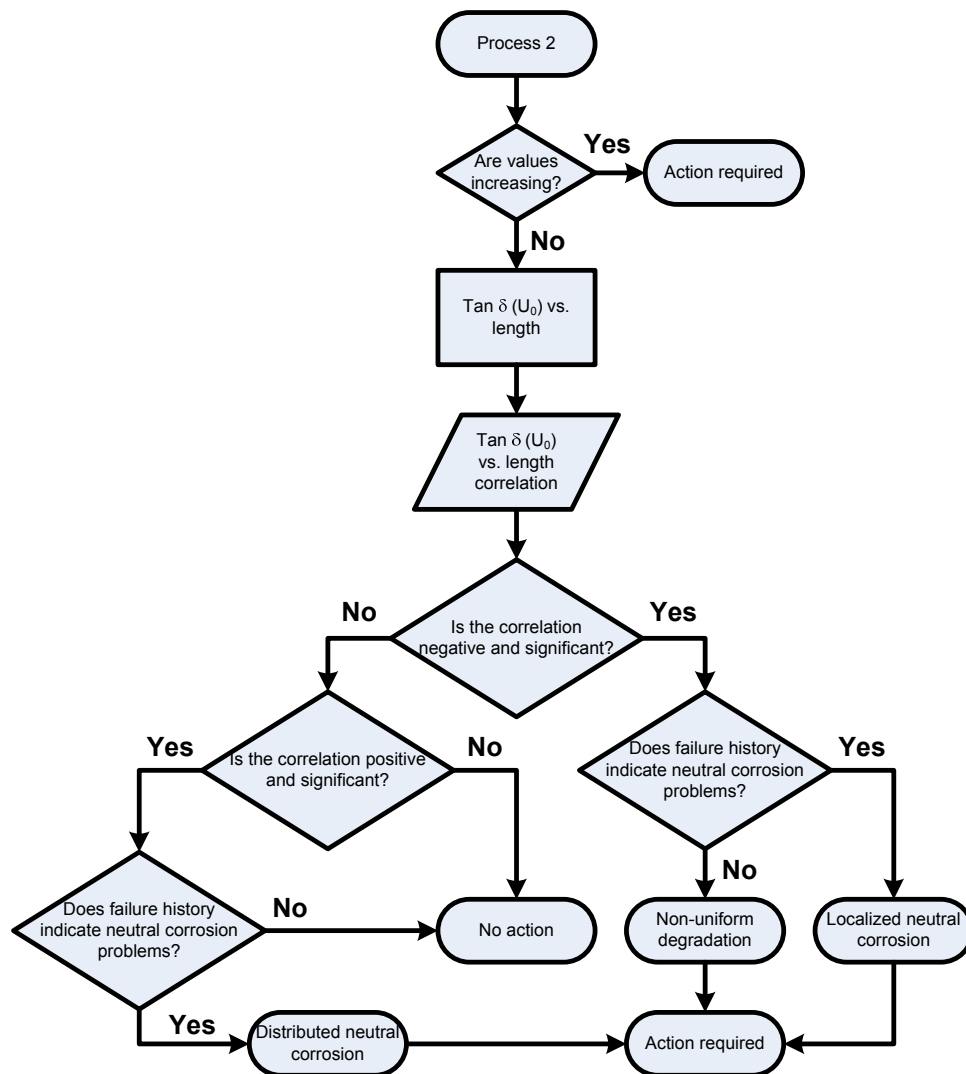 Process 2
Yes
Are values
increasing?
Action required
No
Tan δ (U₀) vs.
length
Tan δ (U₀)
vs. length
correlation
No
Yes
Is the correlation
negative and significant?
Yes
No
Is the correlation positive
and significant?
Does failure history
indicate neutral corrosion
problems?
Yes
No
Does failure history
indicate neutral corrosion
problems?
No
No action
Non-uniform
degradation
Localized neutral
corrosion
Yes
Distributed neutral
corrosion
Action required